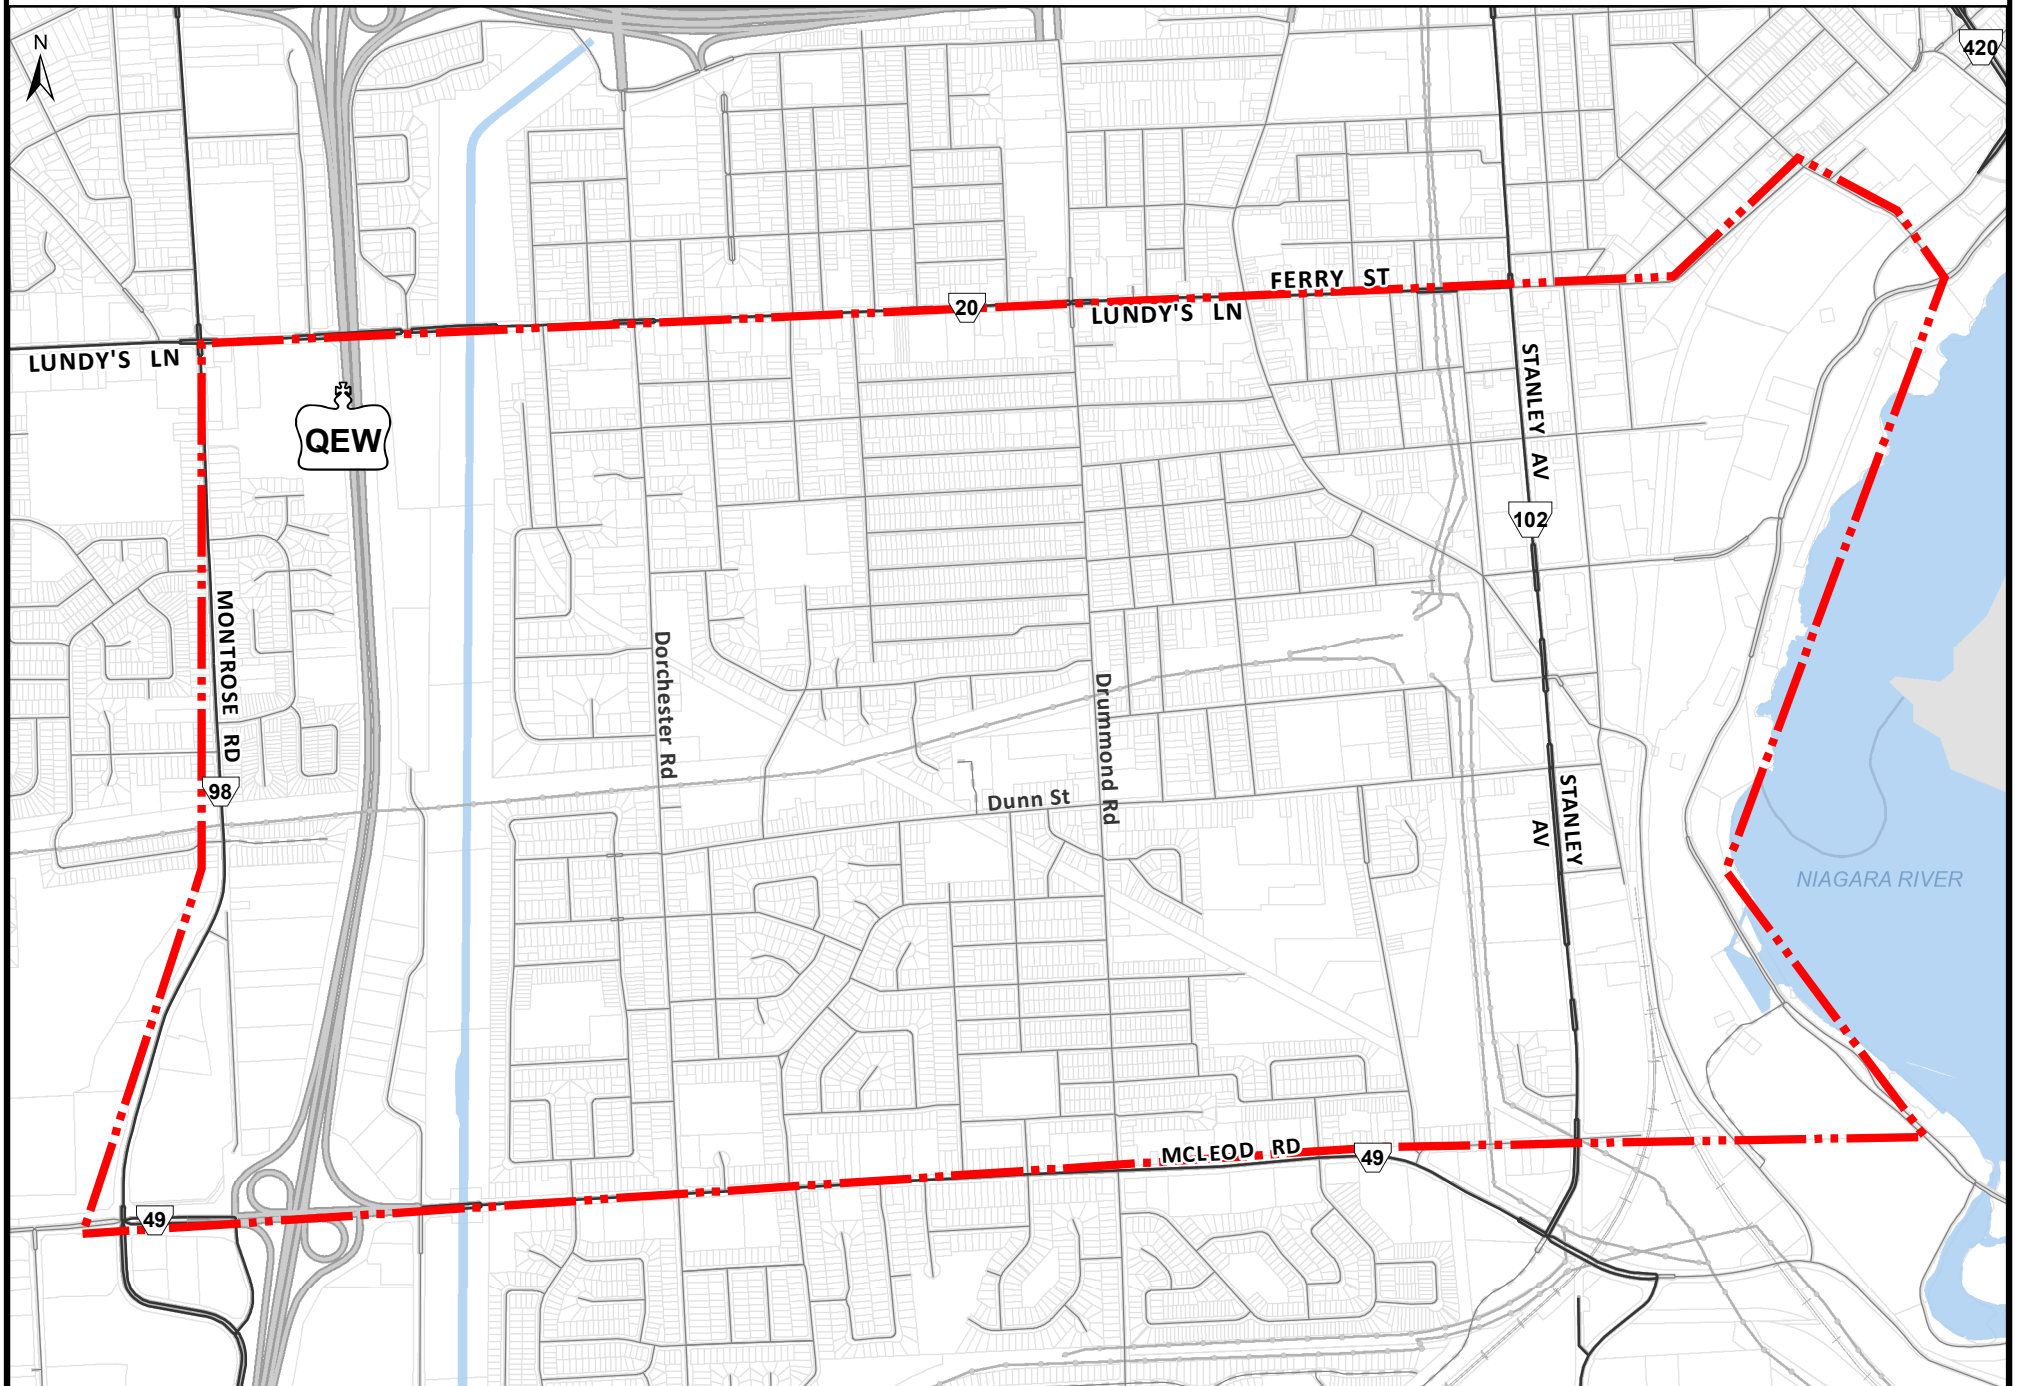 N
420
FERRY ST
20
LUNDY'S LN
LUNDY'S LN
STANLEY AV
QEW
102
MONTROSE RD
Dorchester Rd
Drummond Rd
98
Dunn St
STANLEY AV
NIAGARA RIVER
MCLEOD RD
49
49